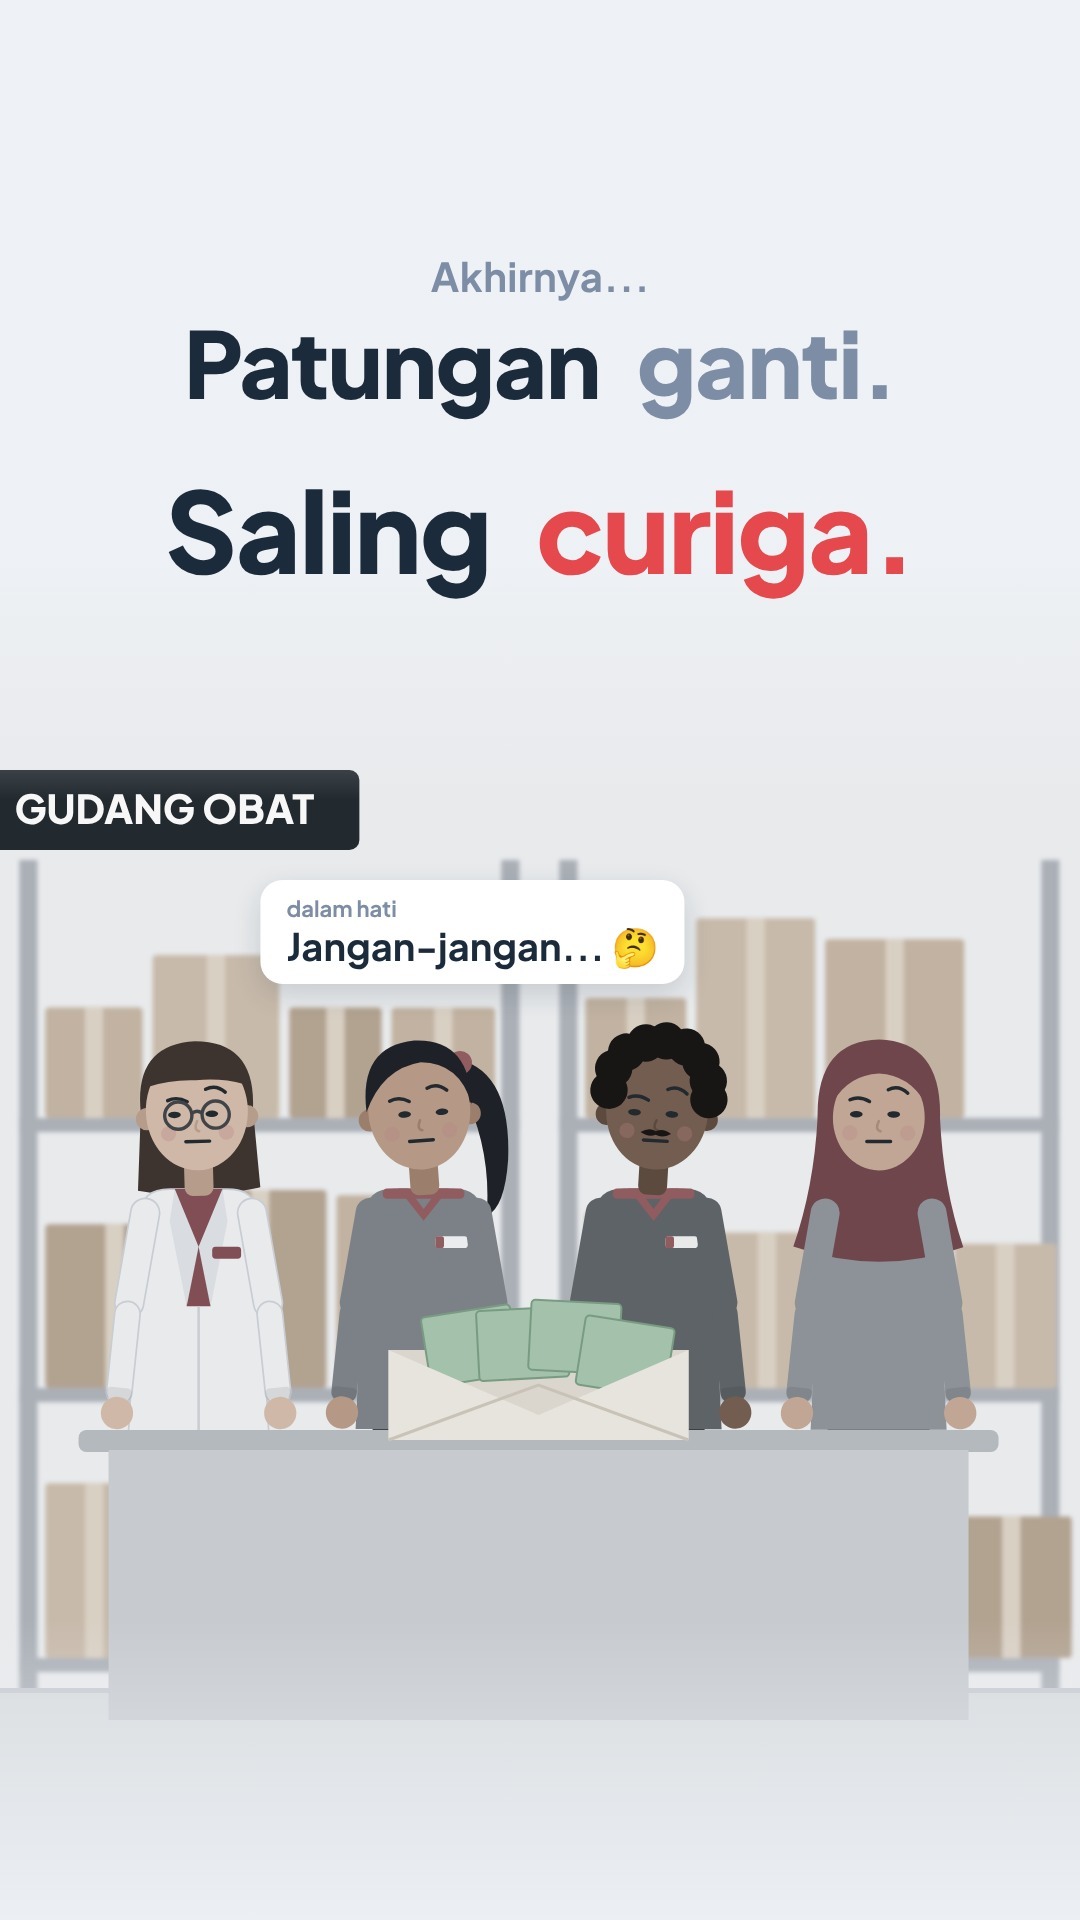 Akhirnya...
Patungan ganti.
Saling curiga.
GUDANG OBAT
dalam hati
Jangan-jangan... 🤔